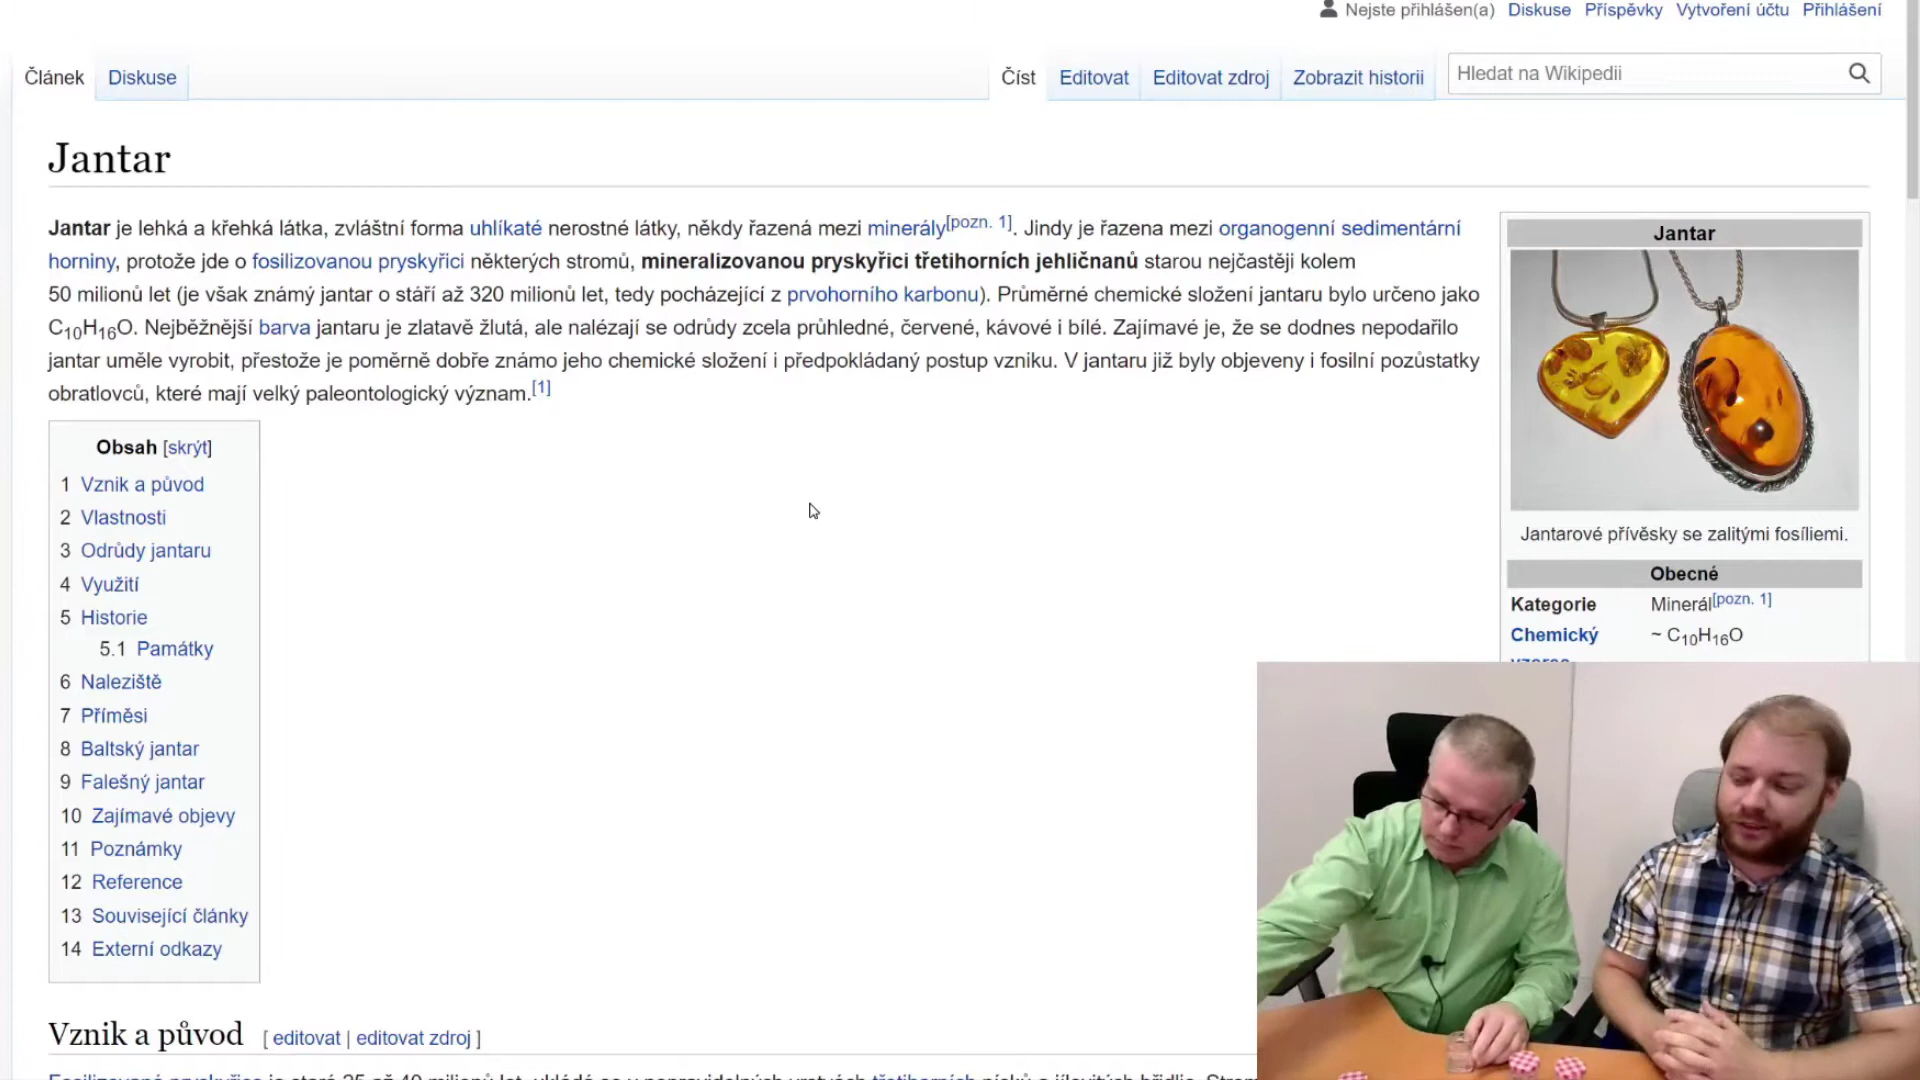 Nejste přihlášen(a) Diskuse Příspěvky Vytvoření účtu Přihlášení
Článek Diskuse Číst Editovat Editovat zdroj Zobrazit historii Hledat na Wikipedii
Jantar
Jantar je lehká a křehká látka, zvláštní forma uhlíkaté nerostné látky, někdy řazená mezi minerály[pozn. 1]. Jindy je řazena mezi organogenní sedimentární
horniny, protože jde o fosilizovanou pryskyřici některých stromů, mineralizovanou pryskyřici třetihorních jehličnanů starou nejčastěji kolem
50 milionů let (je však známý jantar o stáří až 320 milionů let, tedy pocházející z prvohorního karbonu). Průměrné chemické složení jantaru bylo určeno jako
C10H16O. Nejběžnější barva jantaru je zlatavě žlutá, ale nalézají se odrůdy zcela průhledné, červené, kávové i bílé. Zajímavé je, že se dodnes nepodařilo
jantar uměle vyrobit, přestože je poměrně dobře známo jeho chemické složení i předpokládaný postup vzniku. V jantaru již byly objeveny i fosilní pozůstatky
obratlovců, které mají velký paleontologický význam.[1]
Obsah [skrýt]
1 Vznik a původ
2 Vlastnosti
3 Odrůdy jantaru
4 Využití
5 Historie
5.1 Památky
6 Naleziště
7 Příměsi
8 Baltský jantar
9 Falešný jantar
10 Zajímavé objevy
11 Poznámky
12 Reference
13 Související články
14 Externí odkazy
Jantar
Jantarové přívěsky se zalitými fosíliemi.
Obecné
Kategorie Minerál[pozn. 1]
Chemický ~ C10H16O
Vznik a původ [ editovat | editovat zdroj ]